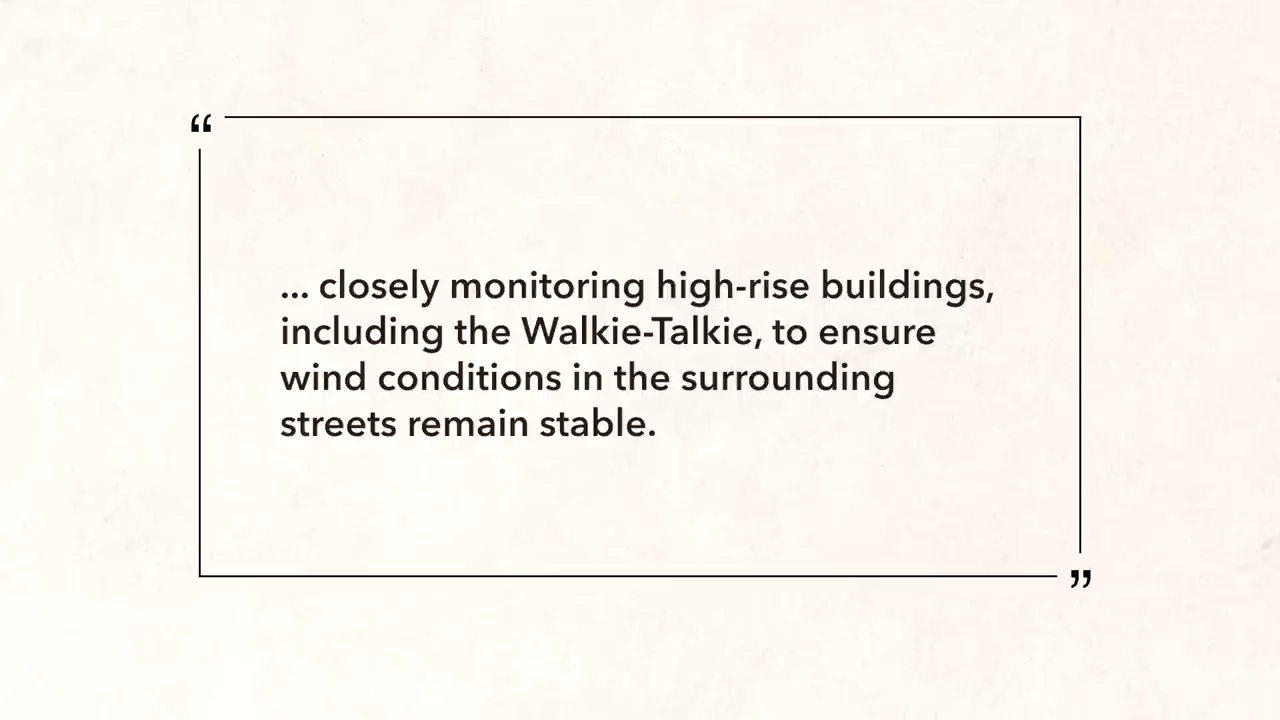 “
... closely monitoring high-rise buildings,
including the Walkie-Talkie, to ensure
wind conditions in the surrounding
streets remain stable.
”